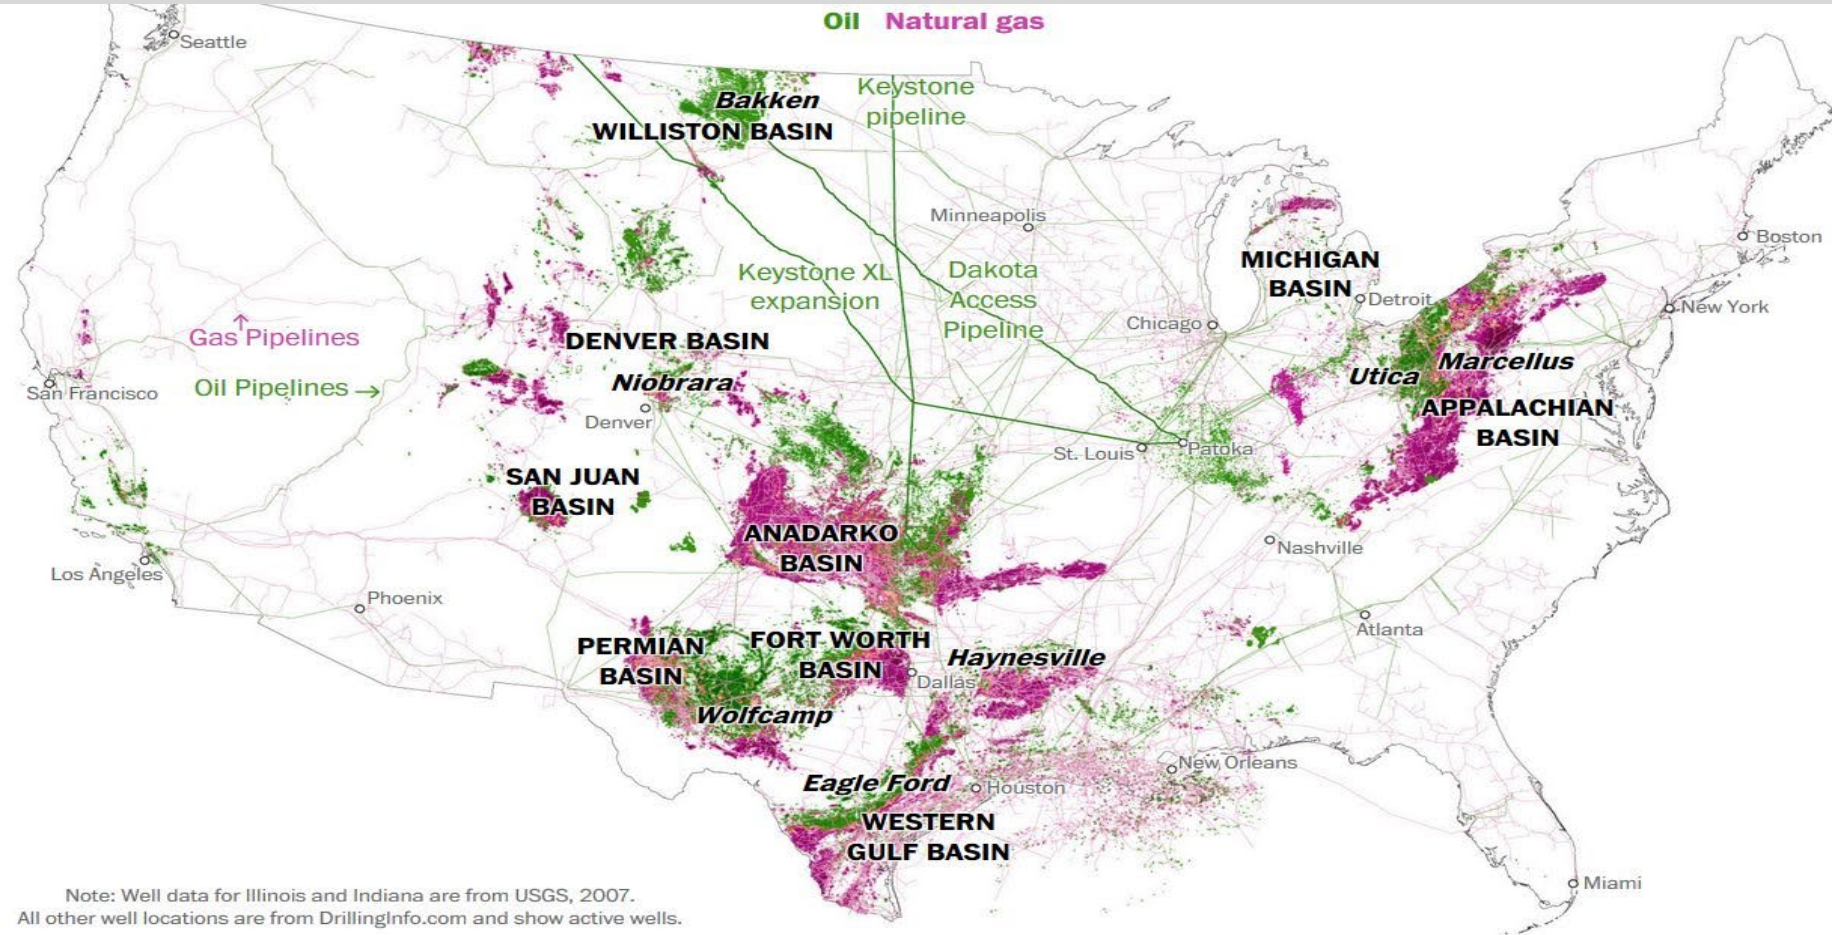 Oil Natural gas
Seattle
Bakken
WILLISTON BASIN
Keystone
pipeline
Minneapolis
Boston
MICHIGAN
BASIN
Detroit
New York
Keystone XL
expansion
Dakota
Access
Pipeline
Chicago
Gas Pipelines
Oil Pipelines →
San Francisco
DENVER BASIN
Niobrara
Denver
Utica
Marcellus
APPALACHIAN
BASIN
St. Louis
Patoka
SAN JUAN
BASIN
ANADARKO
BASIN
Nashville
Los Angeles
Phoenix
Atlanta
PERMIAN
BASIN
FORT WORTH
BASIN
Haynesville
Dallas
Wolfcamp
New Orleans
Eagle Ford
Houston
WESTERN
GULF BASIN
Miami
Note: Well data for Illinois and Indiana are from USGS, 2007.
All other well locations are from DrillingInfo.com and show active wells.